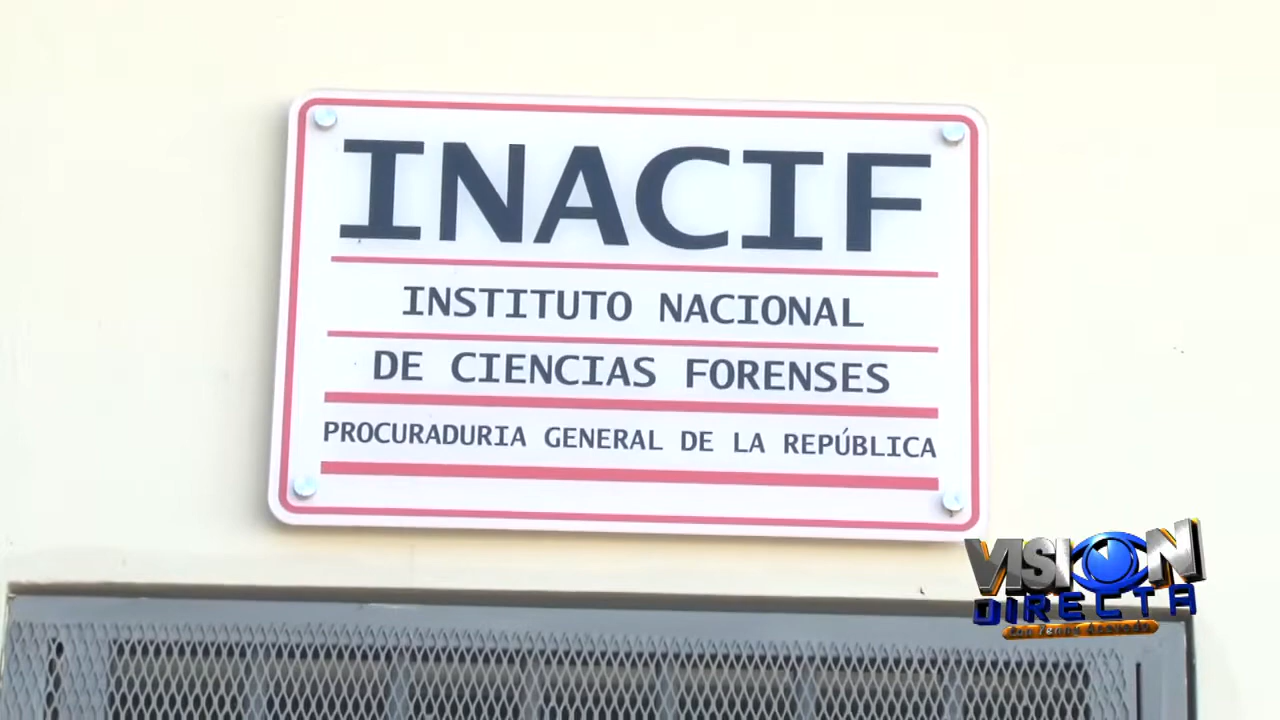 INACIF
INSTITUTO NACIONAL
DE CIENCIAS FORENSES
PROCURADURIA GENERAL DE LA REPÚBLICA
VISION
DIRECTA